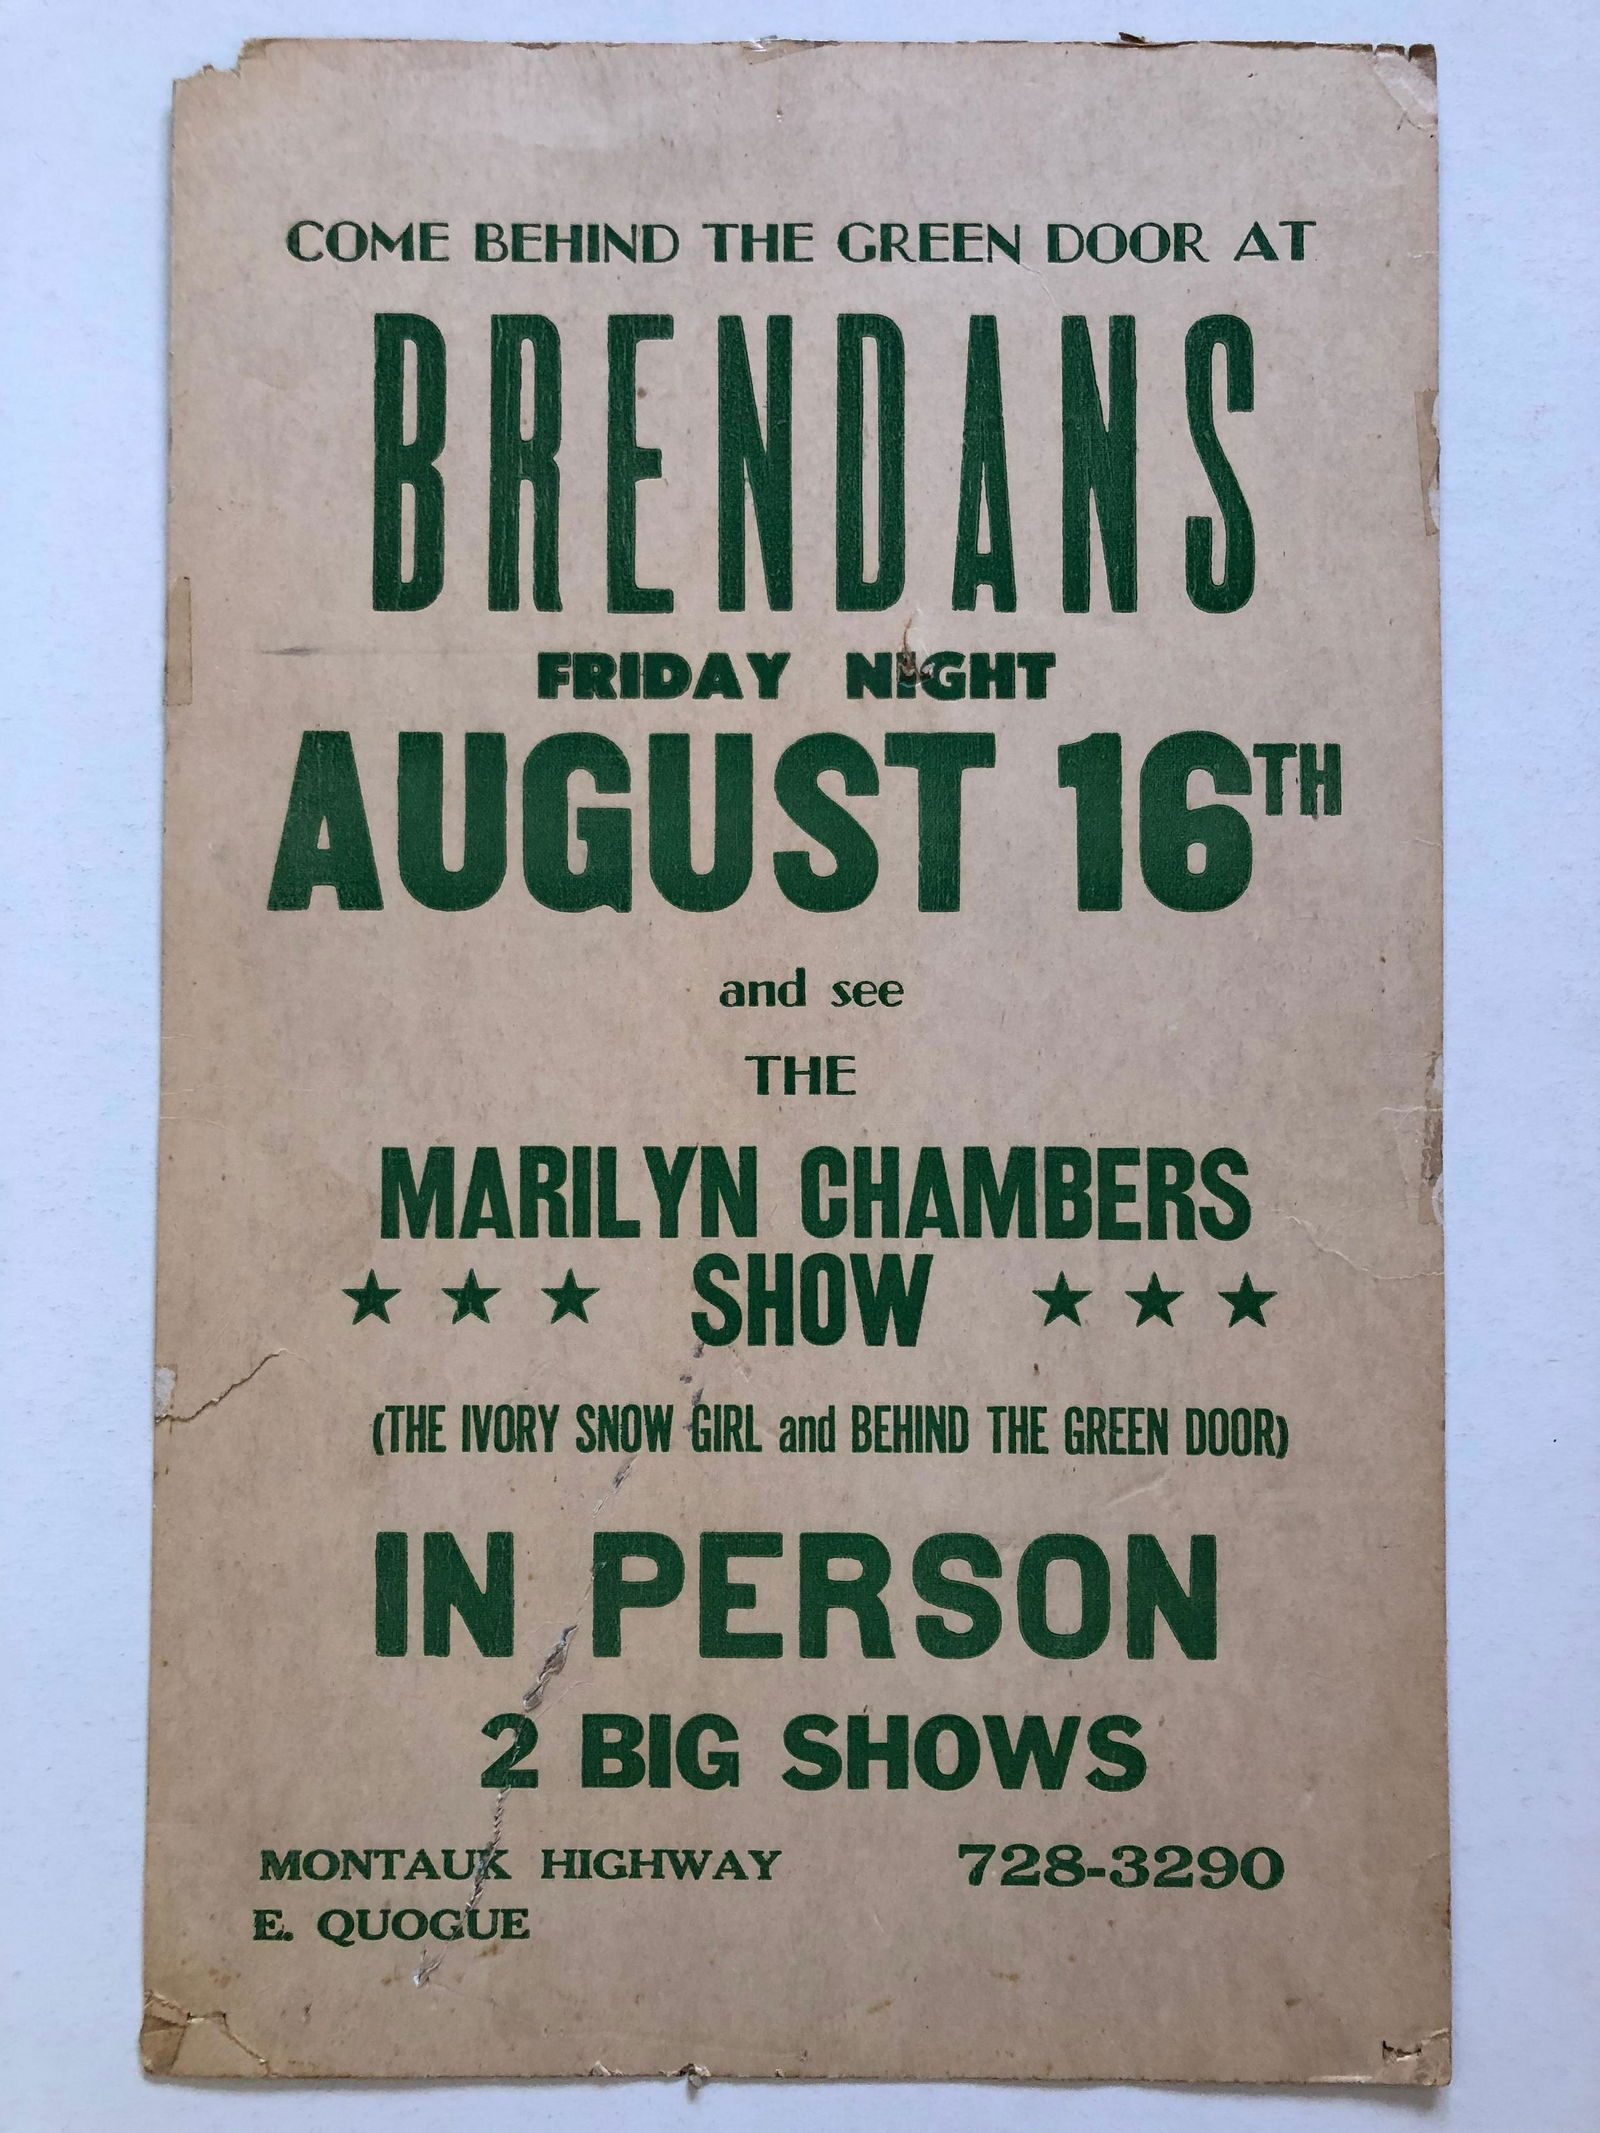 COME BEHIND THE GREEN DOOR AT
BRENDANS
FRIDAY NIGHT
AUGUST 16TH
and see
THE
MARILYN CHAMBERS
★ ★ ★ SHOW ★ ★ ★
(THE IVORY SNOW GIRL and BEHIND THE GREEN DOOR)
IN PERSON
2 BIG SHOWS
MONTAUK HIGHWAY 728-3290
E. QUOGUE